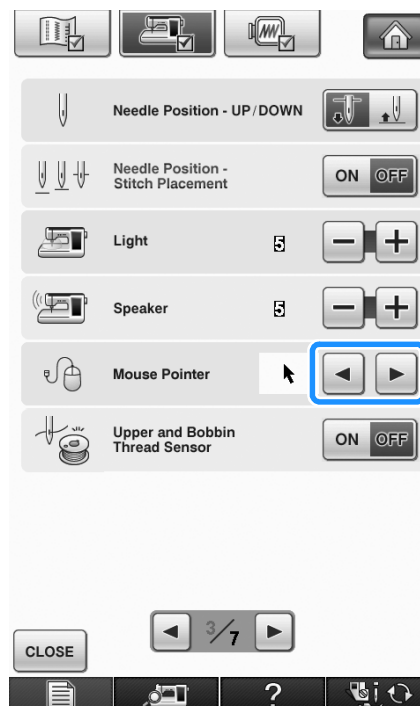 Needle Position - UP/DOWN
Needle Position -
Stitch Placement
ON OFF
Light 5
Speaker 5
Mouse Pointer
Upper and Bobbin
Thread Sensor
ON OFF
3/7
CLOSE
?